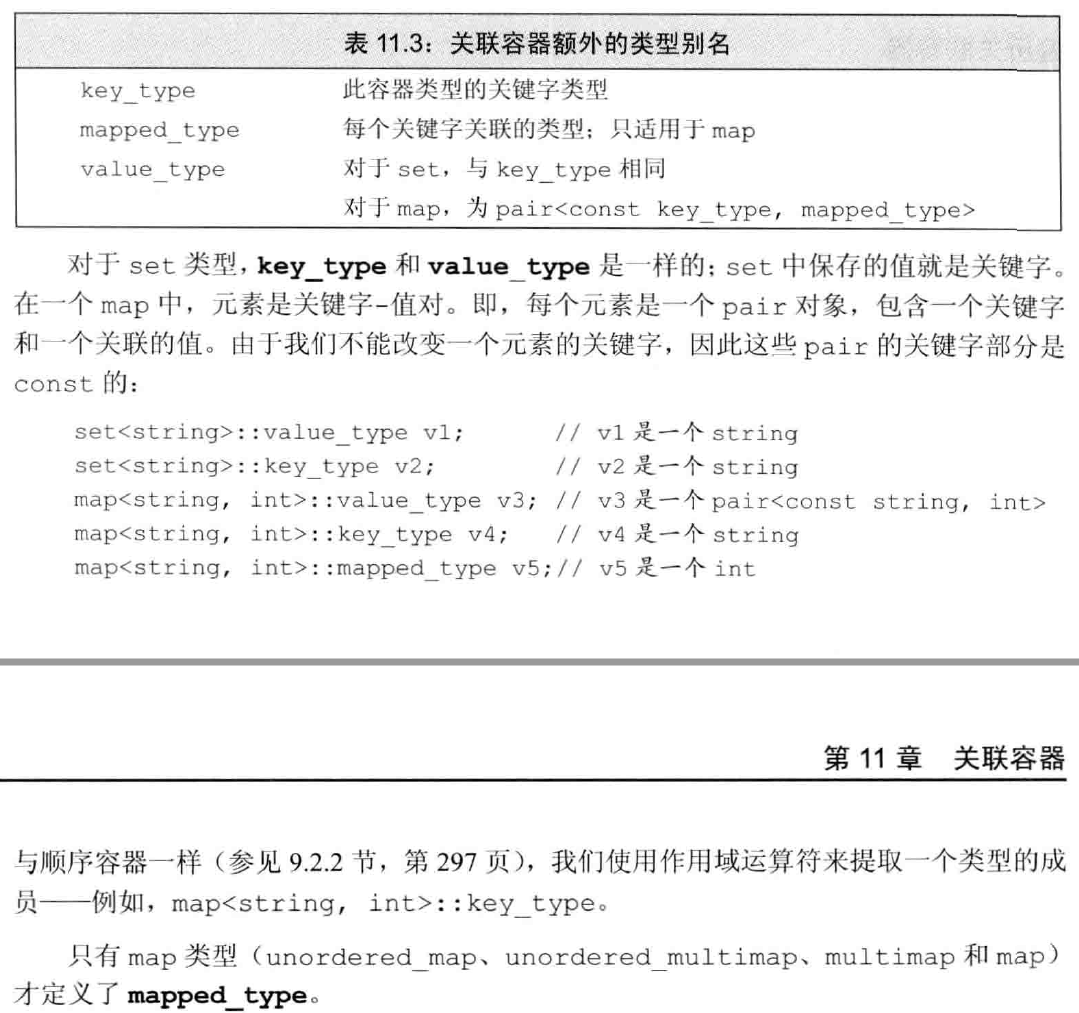 表 11.3：关联容器额外的类型别名
key_type 此容器类型的关键字类型
mapped_type 每个关键字关联的类型；只适用于 map
value_type 对于 set，与 key_type 相同
对于 map，为 pair<const key_type, mapped_type>
对于 set 类型，key_type 和 value_type 是一样的；set 中保存的值就是关键字。
在一个 map 中，元素是关键字-值对。即，每个元素是一个 pair 对象，包含一个关键字
和一个关联的值。由于我们不能改变一个元素的关键字，因此这些 pair 的关键字部分是
const 的：
set<string>::value_type v1; // v1 是一个 string
set<string>::key_type v2; // v2 是一个 string
map<string, int>::value_type v3; // v3 是一个 pair<const string, int>
map<string, int>::key_type v4; // v4 是一个 string
map<string, int>::mapped_type v5;// v5 是一个 int
第 11 章 关联容器
与顺序容器一样（参见 9.2.2 节，第 297 页），我们使用作用域运算符来提取一个类型的成
员——例如，map<string, int>::key_type。
只有 map 类型（unordered_map、unordered_multimap、multimap 和 map）
才定义了 mapped_type。